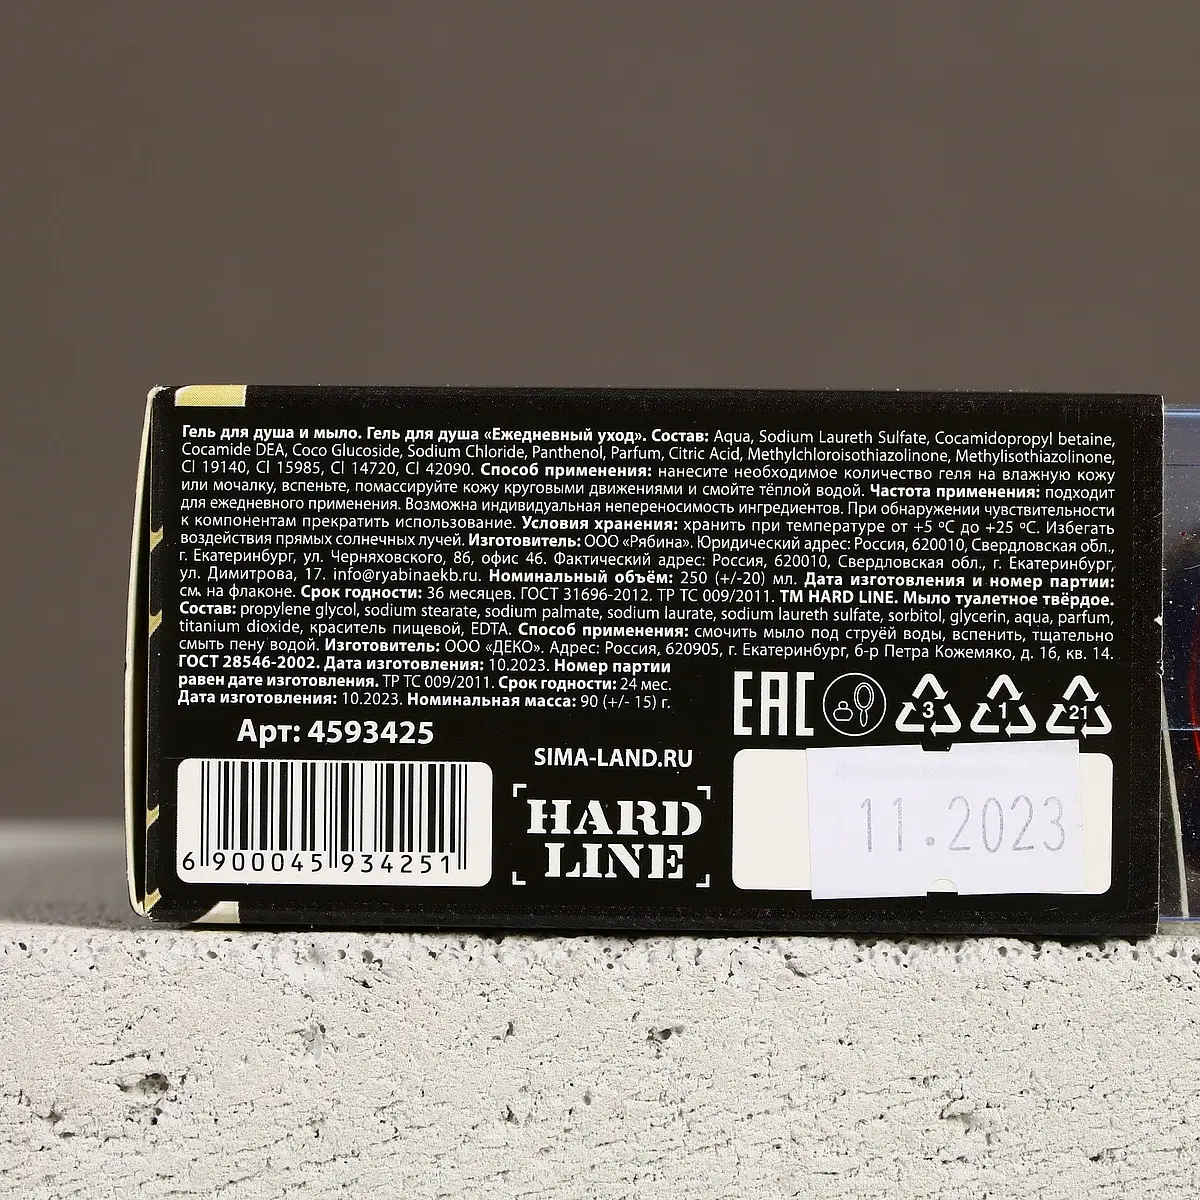 Гель для душа и мыло. Гель для душа «Ежедневный уход». Состав: Aqua, Sodium Laureth Sulfate, Cocamidopropyl betaine,
Cocamide DEA, Coco Glucoside, Sodium Chloride, Panthenol, Parfum, Citric Acid, Methylchloroisothiazolinone, Methylisothiazolinone,
Cl 19140, Cl 15985, Cl 14720, Cl 42090. Способ применения: нанесите необходимое количество геля на влажную кожу
или мочалку, вспеньте, помассируйте кожу круговыми движениями и смойте тёплой водой. Частота применения: подходит
для ежедневного применения. Возможна индивидуальная непереносимость ингредиентов. При обнаружении чувствительности
к компонентам прекратить использование. Условия хранения: хранить при температуре от +5 ºС до +25 ºС. Избегать
воздействия прямых солнечных лучей. Изготовитель: ООО «Рябина». Юридический адрес: Россия, 620010, Свердловская обл.,
г. Екатеринбург, ул. Черняховского, 86, офис 46. Фактический адрес: Россия, 620010, Свердловская обл., г. Екатеринбург,
ул. Димитрова, 17. info@ryabinaekb.ru. Номинальный объём: 250 (+/-20) мл. Дата изготовления и номер партии:
см. на флаконе. Срок годности: 36 месяцев. ГОСТ 31696-2012. ТР ТС 009/2011. ТМ HARD LINE. Мыло туалетное твёрдое.
Состав: propylene glycol, sodium stearate, sodium palmate, sodium laurate, sodium laureth sulfate, sorbitol, glycerin, aqua, parfum,
titanium dioxide, краситель пищевой, EDTA. Способ применения: смочить мыло под струёй воды, вспенить, тщательно
смыть пену водой. Изготовитель: ООО «ДЕКО». Адрес: Россия, 620905, г. Екатеринбург, б-р Петра Кожемяко, д. 16, кв. 14.
ГОСТ 28546-2002. Дата изготовления: 10.2023. Номер партии
равен дате изготовления. ТР ТС 009/2011. Срок годности: 24 мес.
Дата изготовления: 10.2023. Номинальная масса: 90 (+/- 15) г.
EAC
3
1
21
Арт: 4593425
SIMA-LAND.RU
HARD
LINE
6 900045 934251
11.2023